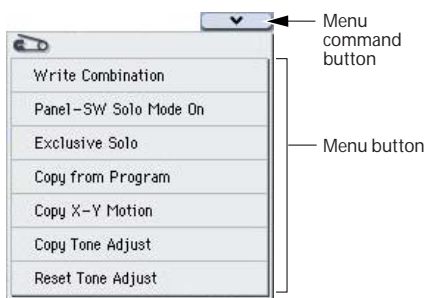 Menu
command
button
Write Combination
Panel-SW Solo Mode On
Exclusive Solo
Menu button
Copy from Program
Copy X-Y Motion
Copy Tone Adjust
Reset Tone Adjust